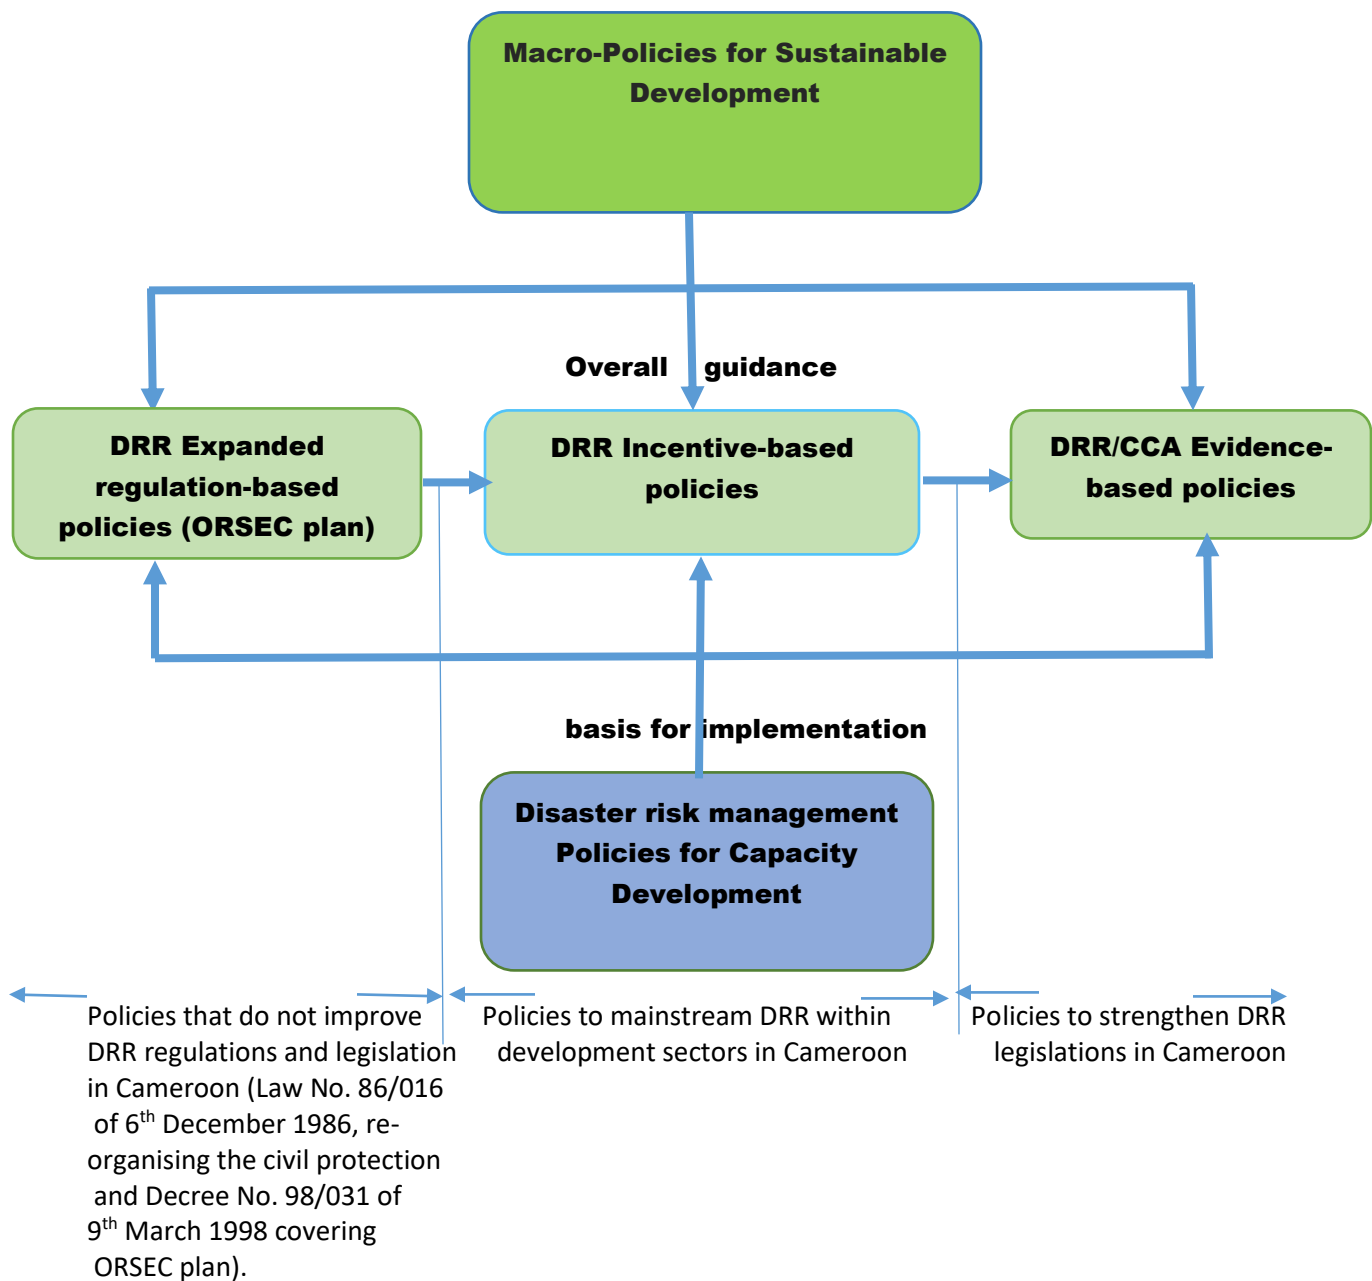 Macro-Policies for Sustainable
Development
Overall guidance
DRR Expanded
regulation-based
policies (ORSEC plan)
DRR Incentive-based
policies
DRR/CCA Evidence-
based policies
basis for implementation
Disaster risk management
Policies for Capacity
Development
Policies that do not improve
DRR regulations and legislation
in Cameroon (Law No. 86/016
of 6th December 1986, re-
organising the civil protection
and Decree No. 98/031 of
9th March 1998 covering
ORSEC plan).
Policies to mainstream DRR within
development sectors in Cameroon
Policies to strengthen DRR
legislations in Cameroon